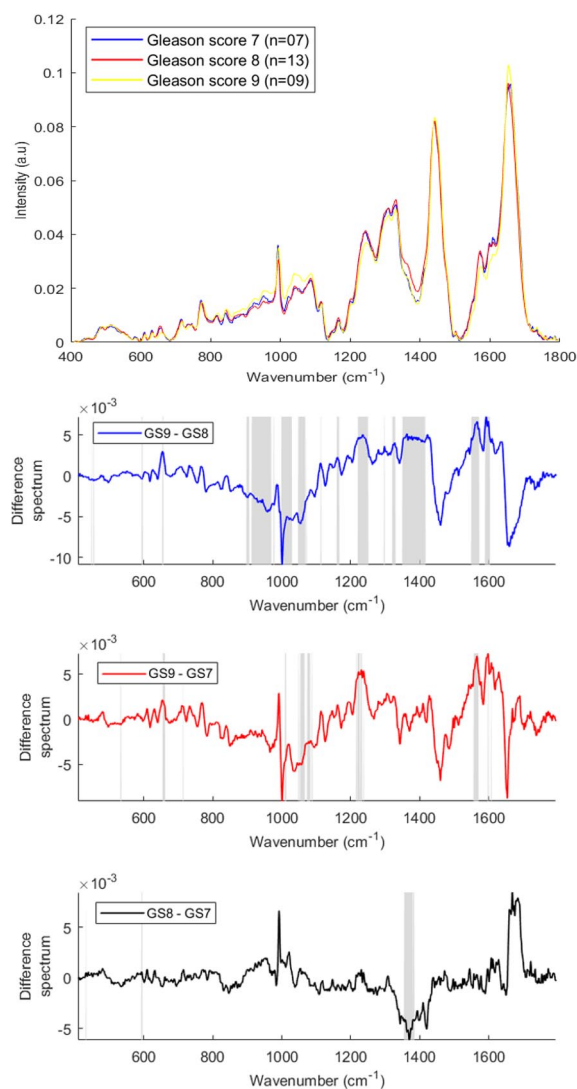 0.12
0.1
0.08
0.06
0.04
0.02
0
Intensity (a.u)
Gleason score 7 (n=07)
Gleason score 8 (n=13)
Gleason score 9 (n=09)
400 600 800 1000 1200 1400 1600 1800
Wavenumber (cm⁻¹)
×10⁻³
5
0
-5
-10
Difference
spectrum
GS9 - GS8
600 800 1000 1200 1400 1600
Wavenumber (cm⁻¹)
×10⁻³
5
0
-5
Difference
spectrum
GS9 - GS7
600 800 1000 1200 1400 1600
Wavenumber (cm⁻¹)
×10⁻³
5
0
-5
Difference
spectrum
GS8 - GS7
600 800 1000 1200 1400 1600
Wavenumber (cm⁻¹)